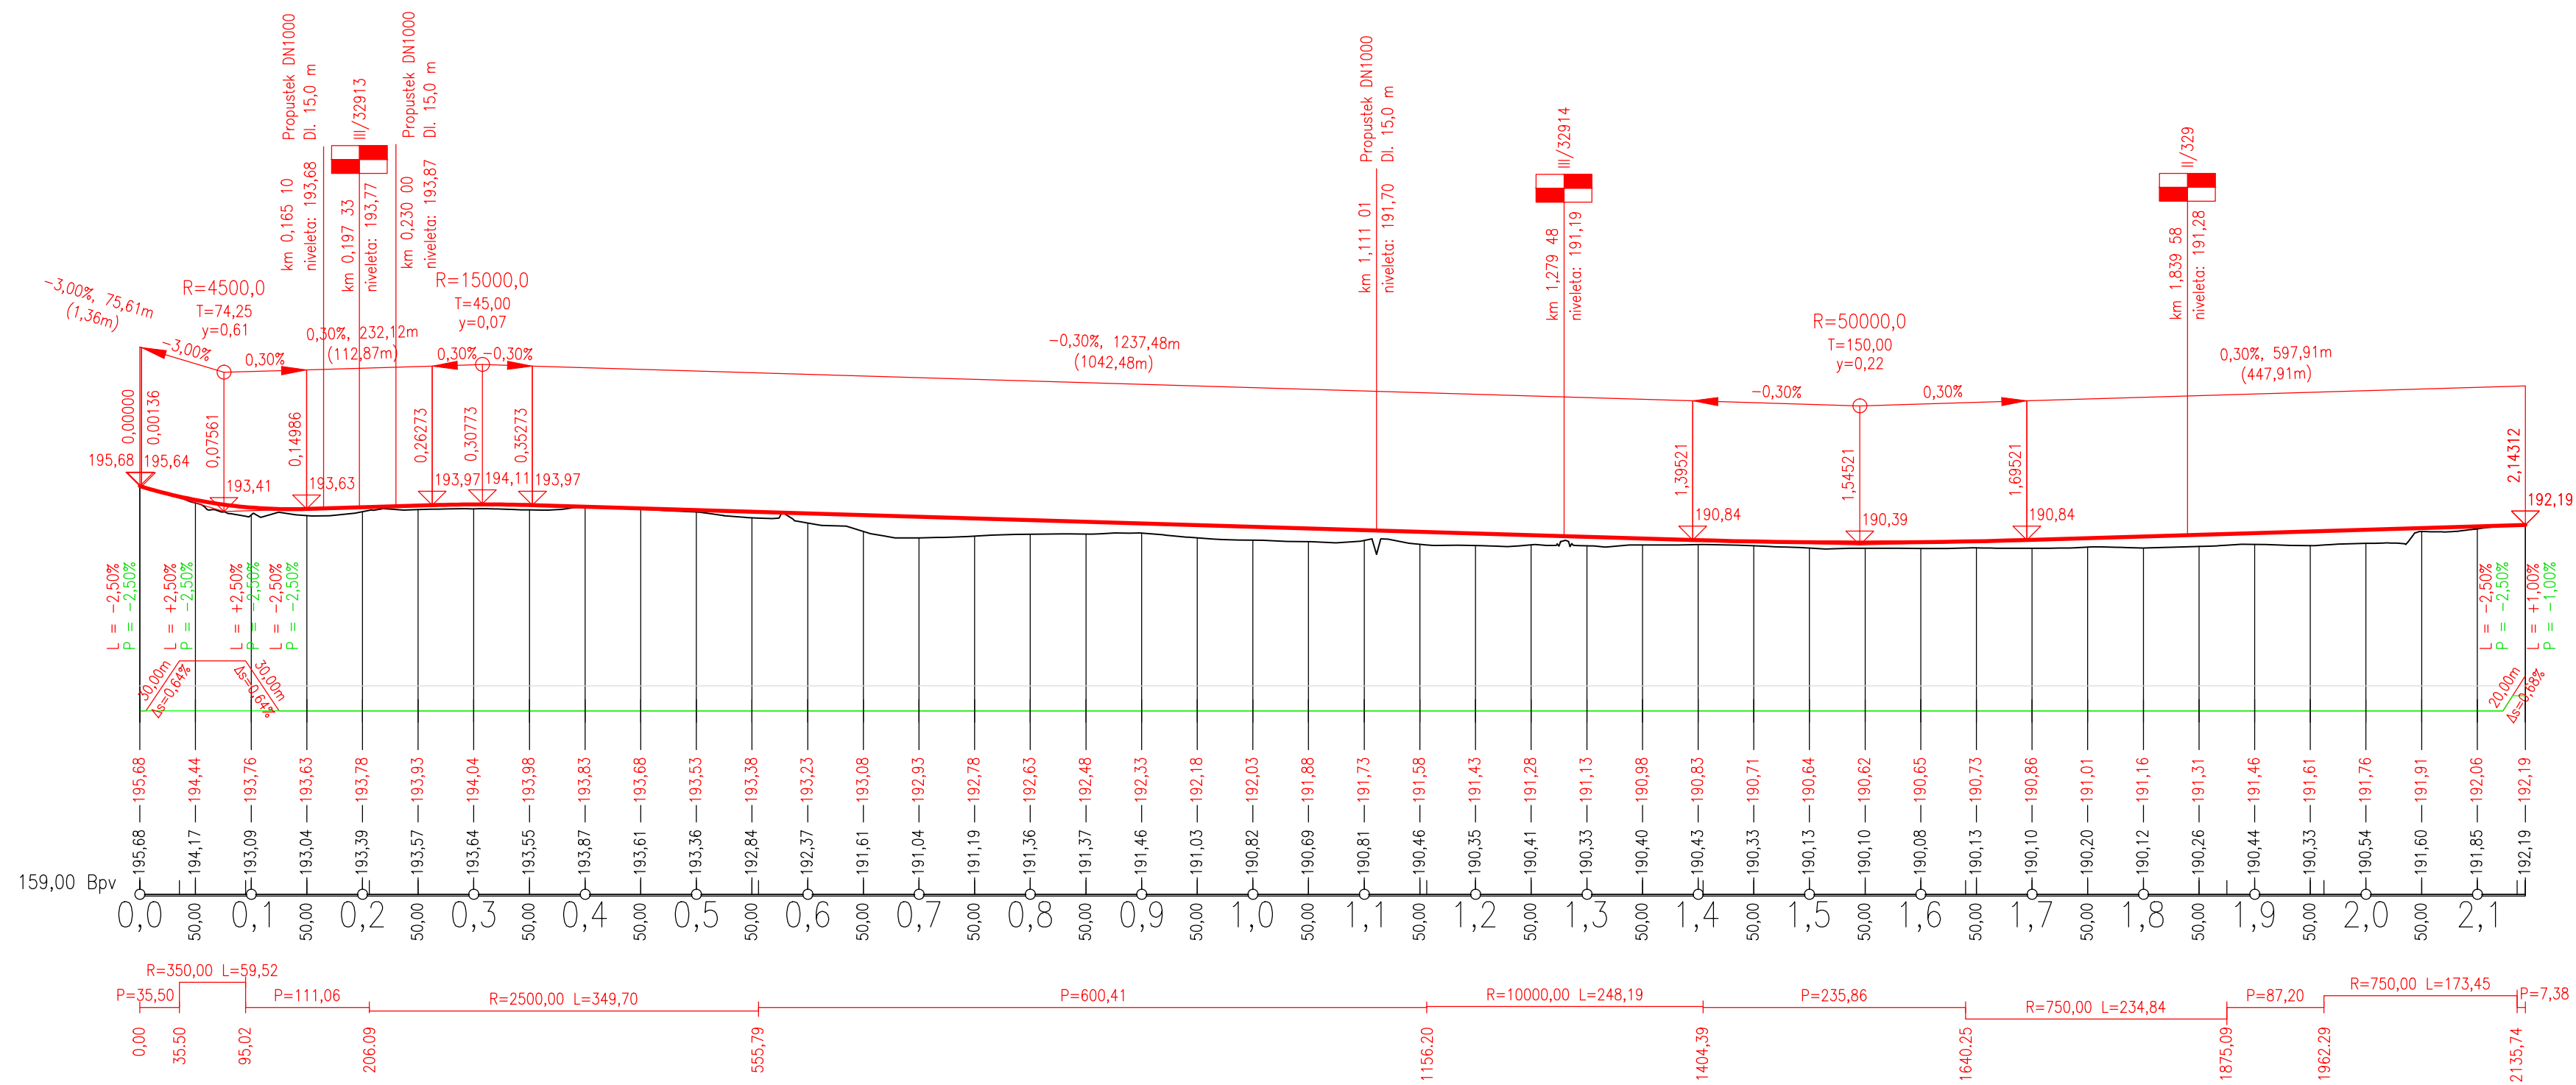 Propustek DN1000
Dl. 15,0 m
km 0,165 10
niveleta: 193,68
III/32913
km 0,197 33
niveleta: 193,77
Propustek DN1000
Dl. 15,0 m
km 0,230 00
niveleta: 193,87
Propustek DN1000
Dl. 15,0 m
km 1,111 01
niveleta: 191,70
III/32914
km 1,279 48
niveleta: 191,19
II/329
km 1,839 58
niveleta: 191,28
-3,00%, 75,61m
(1,36m)
R=4500,0
T=74,25
y=0,61
-3,00%
0,30%
0,30%, 232,12m
(112,87m)
R=15000,0
T=45,00
y=0,07
0,30%
-0,30%
-0,30%, 1237,48m
(1042,48m)
R=50000,0
T=150,00
y=0,22
-0,30%
0,30%
0,30%, 597,91m
(447,91m)
0,00000
0,00136
0,07561
0,14986
0,26273
0,30773
0,35273
1,39521
1,54521
1,69521
2,14312
195,68
195,64
193,41
193,63
193,97
194,11
193,97
190,84
190,39
190,84
192,19
L = -2,50%
P = -2,50%
L = +2,50%
P = -2,50%
L = +2,50%
P = -2,50%
L = -2,50%
P = -2,50%
L = -2,50%
P = -2,50%
L = +1,00%
P = -1,00%
30,00m
Δs=0,64%
30,00m
Δs=0,64%
20,00m
Δs=0,68%
195,68 194,44 193,76 193,63 193,78 193,93 194,04 193,98 193,83 193,68 193,53 193,38 193,23 193,08 192,93 192,78 192,63 192,48 192,33 192,18 192,03 191,88 191,73 191,58 191,43 191,28 191,13 190,98 190,83 190,71 190,64 190,62 190,65 190,73 190,86 191,01 191,16 191,31 191,46 191,61 191,76 191,91 192,06 192,19
195,68 194,17 193,09 193,04 193,39 193,57 193,64 193,55 193,87 193,61 193,36 192,84 192,37 191,61 191,04 191,19 191,36 191,37 191,46 191,03 190,82 190,69 190,81 190,46 190,35 190,41 190,33 190,40 190,43 190,33 190,13 190,10 190,08 190,13 190,10 190,20 190,12 190,26 190,44 190,33 190,54 191,60 191,85 192,19
159,00 Bpv
0,0 50,00 0,1 50,00 0,2 50,00 0,3 50,00 0,4 50,00 0,5 50,00 0,6 50,00 0,7 50,00 0,8 50,00 0,9 50,00 1,0 50,00 1,1 50,00 1,2 50,00 1,3 50,00 1,4 50,00 1,5 50,00 1,6 50,00 1,7 50,00 1,8 50,00 1,9 50,00 2,0 50,00 2,1
P=35,50
R=350,00 L=59,52
P=111,06
R=2500,00 L=349,70
P=600,41
R=10000,00 L=248,19
P=235,86
R=750,00 L=234,84
P=87,20
R=750,00 L=173,45
P=7,38
0,00
35.50
95,02
206.09
555,79
1156.20
1404,39
1640.25
1875,09
1962.29
2135,74